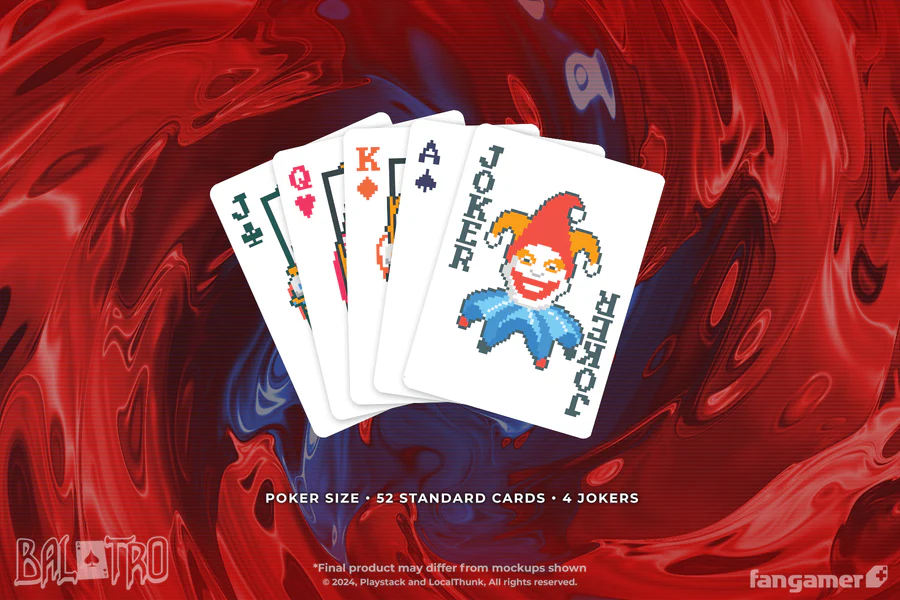 J
Q
K
A
JOKER
JOKER
POKER SIZE • 52 STANDARD CARDS • 4 JOKERS
BALATRO
*Final product may differ from mockups shown
© 2024, Playstack and LocalThunk, All rights reserved.
fangamer